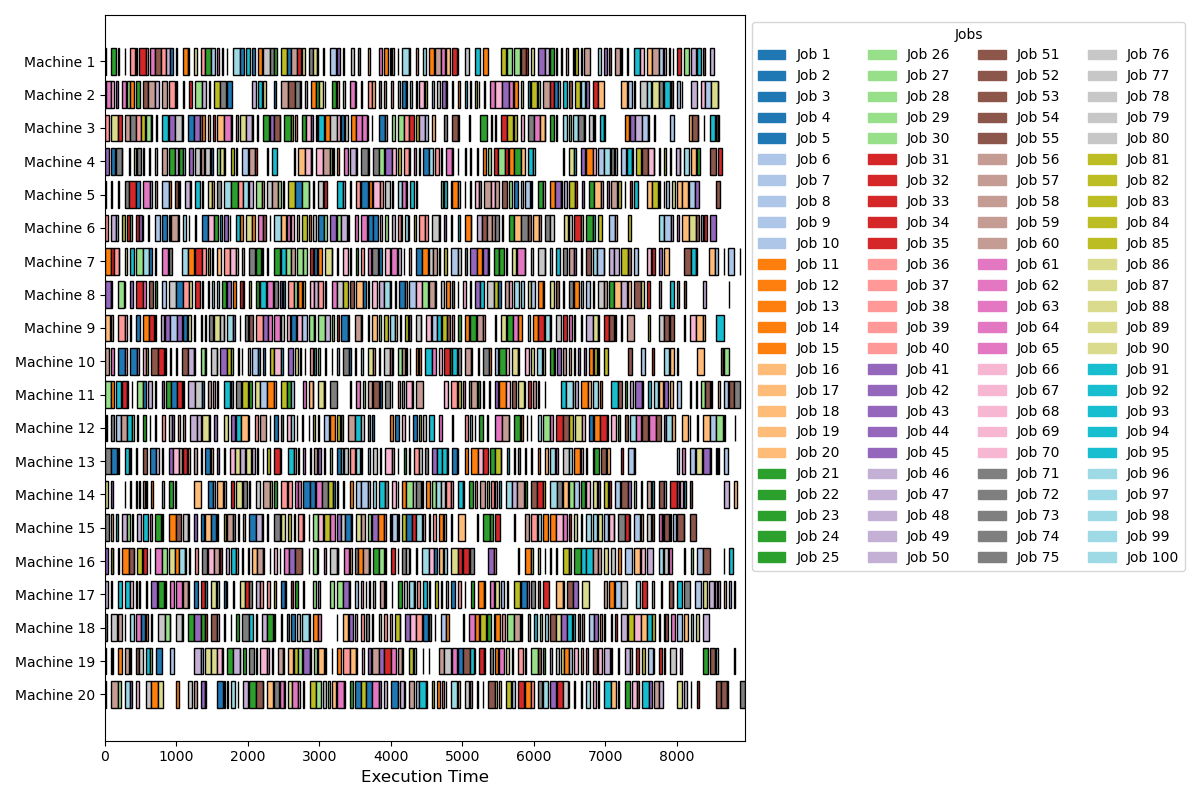 Machine 1
Machine 2
Machine 3
Machine 4
Machine 5
Machine 6
Machine 7
Machine 8
Machine 9
Machine 10
Machine 11
Machine 12
Machine 13
Machine 14
Machine 15
Machine 16
Machine 17
Machine 18
Machine 19
Machine 20
0 1000 2000 3000 4000 5000 6000 7000 8000
Execution Time
Jobs
Job 1 Job 26 Job 51 Job 76
Job 2 Job 27 Job 52 Job 77
Job 3 Job 28 Job 53 Job 78
Job 4 Job 29 Job 54 Job 79
Job 5 Job 30 Job 55 Job 80
Job 6 Job 31 Job 56 Job 81
Job 7 Job 32 Job 57 Job 82
Job 8 Job 33 Job 58 Job 83
Job 9 Job 34 Job 59 Job 84
Job 10 Job 35 Job 60 Job 85
Job 11 Job 36 Job 61 Job 86
Job 12 Job 37 Job 62 Job 87
Job 13 Job 38 Job 63 Job 88
Job 14 Job 39 Job 64 Job 89
Job 15 Job 40 Job 65 Job 90
Job 16 Job 41 Job 66 Job 91
Job 17 Job 42 Job 67 Job 92
Job 18 Job 43 Job 68 Job 93
Job 19 Job 44 Job 69 Job 94
Job 20 Job 45 Job 70 Job 95
Job 21 Job 46 Job 71 Job 96
Job 22 Job 47 Job 72 Job 97
Job 23 Job 48 Job 73 Job 98
Job 24 Job 49 Job 74 Job 99
Job 25 Job 50 Job 75 Job 100